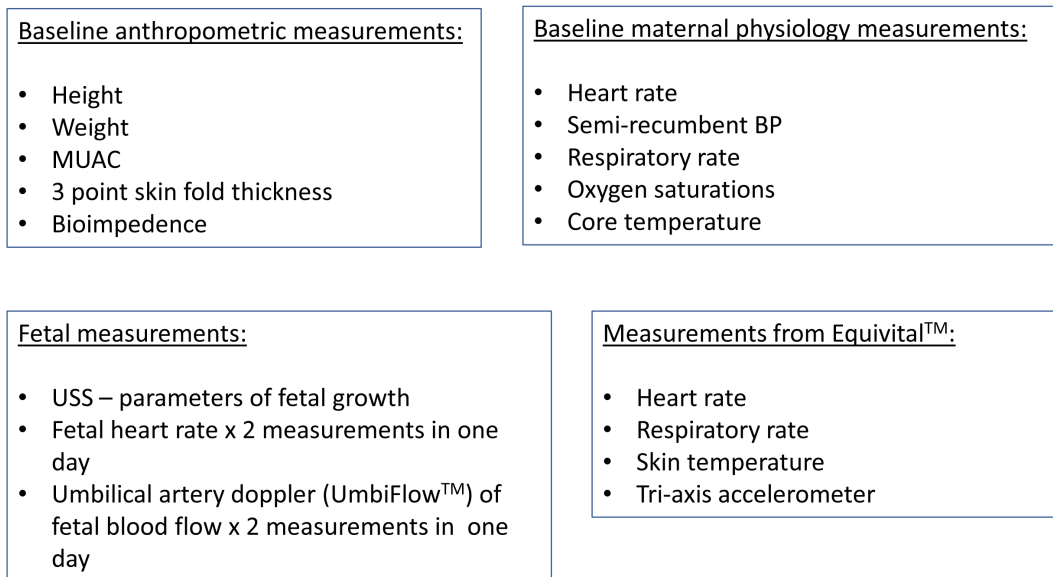 Baseline anthropometric measurements:
• Height
• Weight
• MUAC
• 3 point skin fold thickness
• Bioimpedence
Baseline maternal physiology measurements:
• Heart rate
• Semi-recumbent BP
• Respiratory rate
• Oxygen saturations
• Core temperature
Fetal measurements:
• USS – parameters of fetal growth
• Fetal heart rate x 2 measurements in one
day
• Umbilical artery doppler (UmbiFlow™) of
fetal blood flow x 2 measurements in one
day
Measurements from Equivital™:
• Heart rate
• Respiratory rate
• Skin temperature
• Tri-axis accelerometer